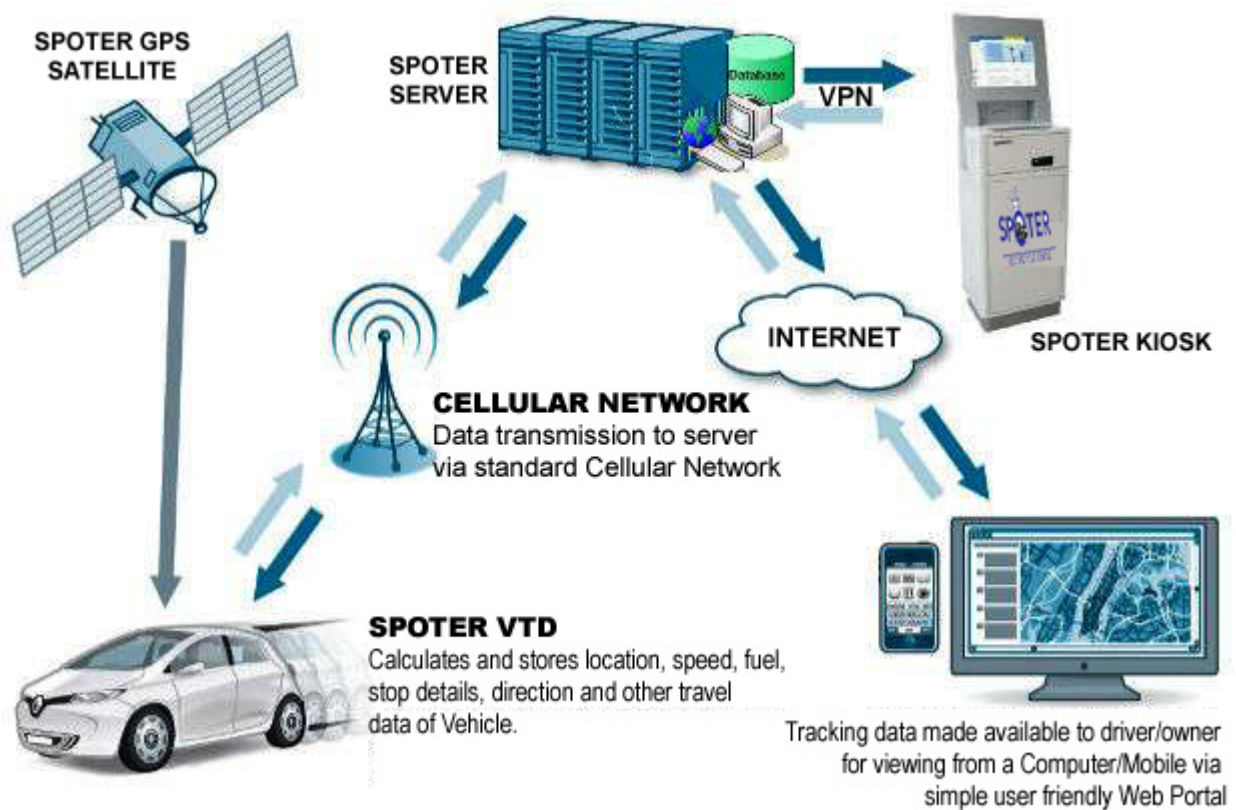 SPOTER GPS
SATELLITE
SPOTER
SERVER
Database
VPN
SPOTER
SPOTER KIOSK
INTERNET
CELLULAR NETWORK
Data transmission to server
via standard Cellular Network
SPOTER VTD
Calculates and stores location, speed, fuel,
stop details, direction and other travel
data of Vehicle.
Tracking data made available to driver/owner
for viewing from a Computer/Mobile via
simple user friendly Web Portal